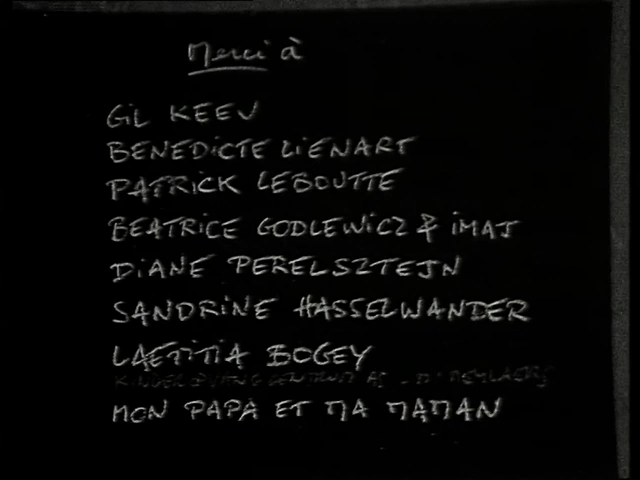 Merci à
GIL KEEV
BENEDICTE LIENART
PATRICK LEBOUTTE
BEATRICE GODLEWICZ & IMAJ
DIANE PERELSZTEJN
SANDRINE HASSELWANDER
LAETITIA BOGEY
MON PAPA ET MA MAMAN